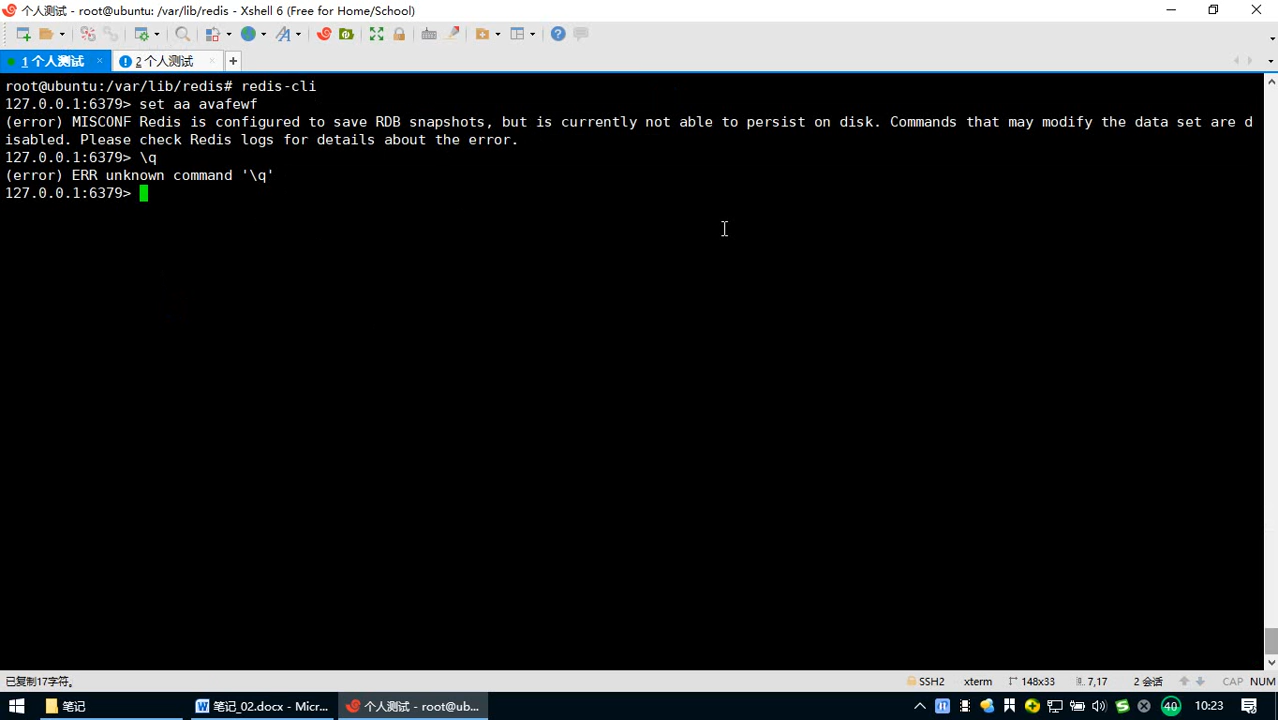 个人测试 - root@ubuntu: /var/lib/redis - Xshell 6 (Free for Home/School)
1 个人测试
2 个人测试
root@ubuntu:/var/lib/redis# redis-cli
127.0.0.1:6379> set aa avafewf
(error) MISCONF Redis is configured to save RDB snapshots, but is currently not able to persist on disk. Commands that may modify the data set are d
isabled. Please check Redis logs for details about the error.
127.0.0.1:6379> \q
(error) ERR unknown command '\q'
127.0.0.1:6379>
已复制17字符。
SSH2
xterm
148x33
7,17
2 会话
CAP
NUM
笔记
笔记_02.docx - Micr...
个人测试 - root@ub...
40
10:23